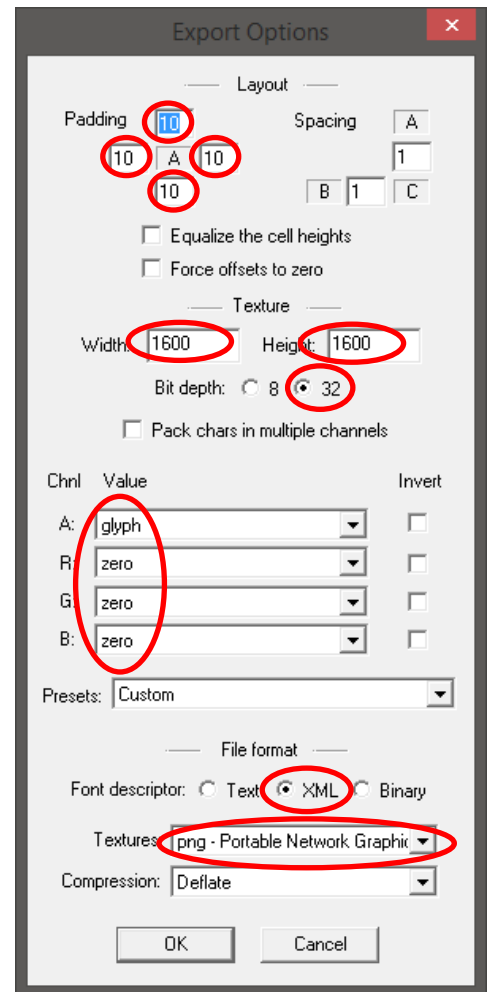 Export Options
Layout
Padding 10 Spacing A
10 A 10 1
10 B 1 C
Equalize the cell heights
Force offsets to zero
Texture
Width: 1600 Height: 1600
Bit depth: 8 32
Pack chars in multiple channels
Chnl Value Invert
A: glyph
R: zero
G: zero
B: zero
Presets: Custom
File format
Font descriptor: Text XML Binary
Textures: png - Portable Network Graphic
Compression: Deflate
OK Cancel